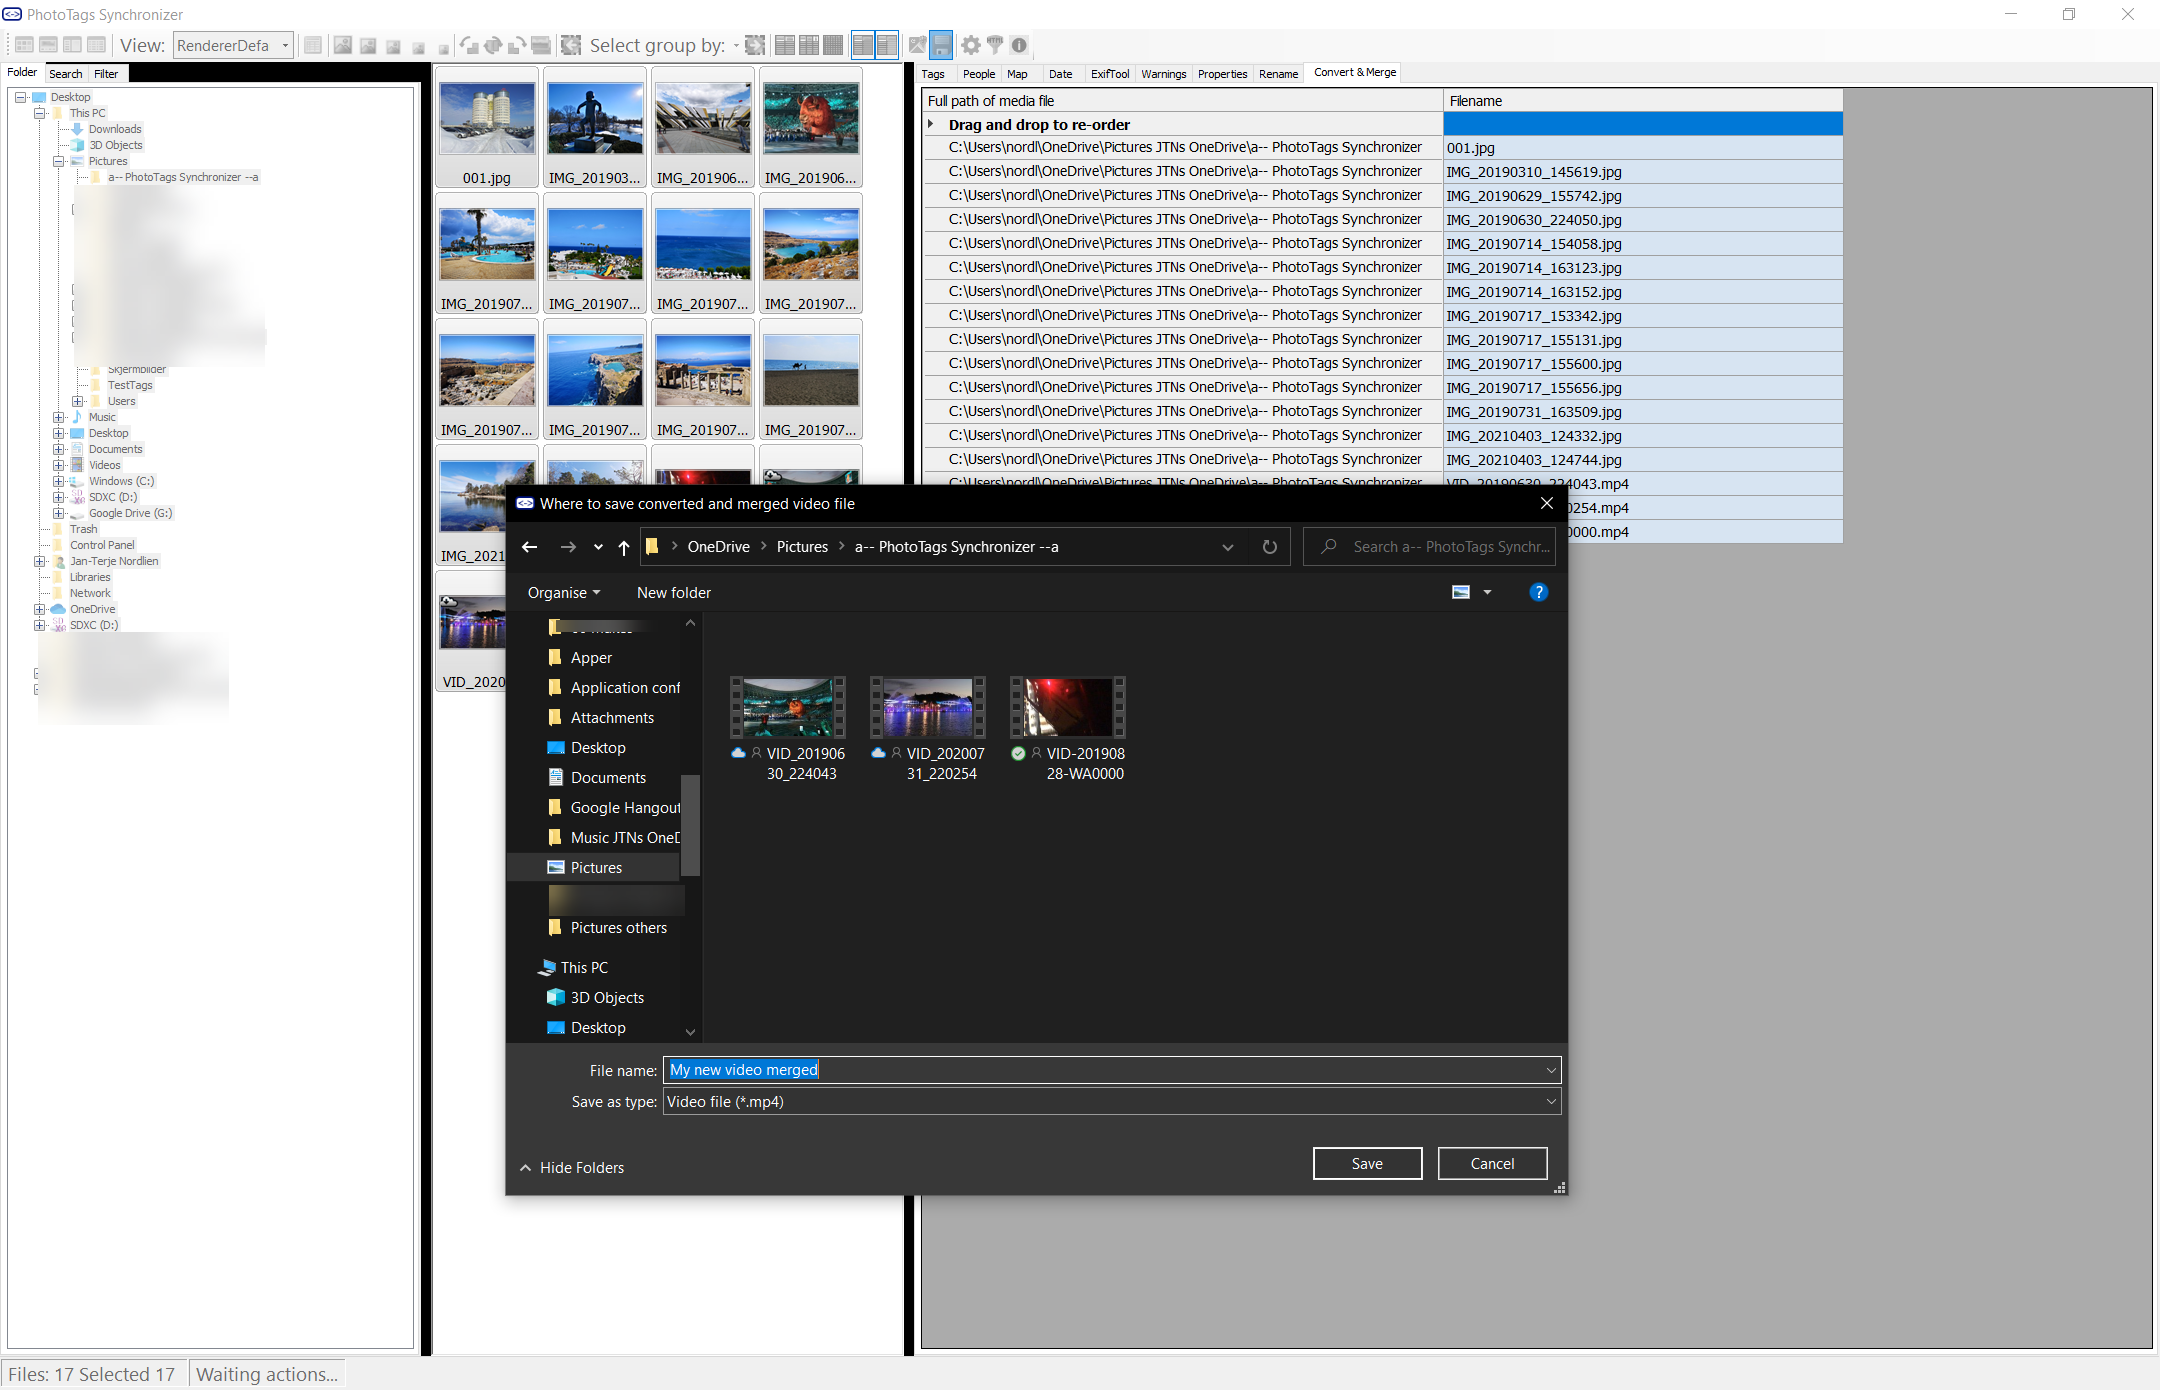 PhotoTags Synchronizer
View: RendererDefa
Select group by:
Folder Search Filter
Desktop
This PC
Downloads
3D Objects
Pictures
a-- PhotoTags Synchronizer --a
Skjermbilder
TestTags
Users
Music
Desktop
Documents
Videos
Windows (C:)
SDXC (D:)
Google Drive (G:)
Trash
Control Panel
Jan-Terje Nordlien
Libraries
Network
OneDrive
SDXC (D:)
001.jpg IMG_201903... IMG_201906... IMG_201906...
IMG_201907... IMG_201907... IMG_201907... IMG_201907...
IMG_201907... IMG_201907... IMG_201907... IMG_201907...
IMG_2021
VID_2020
Tags People Map Date ExifTool Warnings Properties Rename Convert & Merge
Full path of media file Filename
Drag and drop to re-order
C:\Users\nordl\OneDrive\Pictures JTNs OneDrive\a-- PhotoTags Synchronizer 001.jpg
C:\Users\nordl\OneDrive\Pictures JTNs OneDrive\a-- PhotoTags Synchronizer IMG_20190310_145619.jpg
C:\Users\nordl\OneDrive\Pictures JTNs OneDrive\a-- PhotoTags Synchronizer IMG_20190629_155742.jpg
C:\Users\nordl\OneDrive\Pictures JTNs OneDrive\a-- PhotoTags Synchronizer IMG_20190630_224050.jpg
C:\Users\nordl\OneDrive\Pictures JTNs OneDrive\a-- PhotoTags Synchronizer IMG_20190714_154058.jpg
C:\Users\nordl\OneDrive\Pictures JTNs OneDrive\a-- PhotoTags Synchronizer IMG_20190714_163123.jpg
C:\Users\nordl\OneDrive\Pictures JTNs OneDrive\a-- PhotoTags Synchronizer IMG_20190714_163152.jpg
C:\Users\nordl\OneDrive\Pictures JTNs OneDrive\a-- PhotoTags Synchronizer IMG_20190717_153342.jpg
C:\Users\nordl\OneDrive\Pictures JTNs OneDrive\a-- PhotoTags Synchronizer IMG_20190717_155131.jpg
C:\Users\nordl\OneDrive\Pictures JTNs OneDrive\a-- PhotoTags Synchronizer IMG_20190717_155600.jpg
C:\Users\nordl\OneDrive\Pictures JTNs OneDrive\a-- PhotoTags Synchronizer IMG_20190717_155656.jpg
C:\Users\nordl\OneDrive\Pictures JTNs OneDrive\a-- PhotoTags Synchronizer IMG_20190731_163509.jpg
C:\Users\nordl\OneDrive\Pictures JTNs OneDrive\a-- PhotoTags Synchronizer IMG_20210403_124332.jpg
C:\Users\nordl\OneDrive\Pictures JTNs OneDrive\a-- PhotoTags Synchronizer IMG_20210403_124744.jpg
C:\Users\nordl\OneDrive\Pictures JTNs OneDrive\a-- PhotoTags Synchronizer VID_20190630_224043.mp4
0254.mp4
0000.mp4
Where to save converted and merged video file
OneDrive Pictures a-- PhotoTags Synchronizer --a
Search a-- PhotoTags Synchr...
Organise New folder
Apper
Application conf
Attachments
Desktop
Documents
Google Hangout
Music JTNs OneD
Pictures
Pictures others
This PC
3D Objects
Desktop
VID_201906 VID_202007 VID-201908
30_224043 31_220254 28-WA0000
File name: My new video merged
Save as type: Video file (*.mp4)
Hide Folders
Save Cancel
Files: 17 Selected 17 Waiting actions...